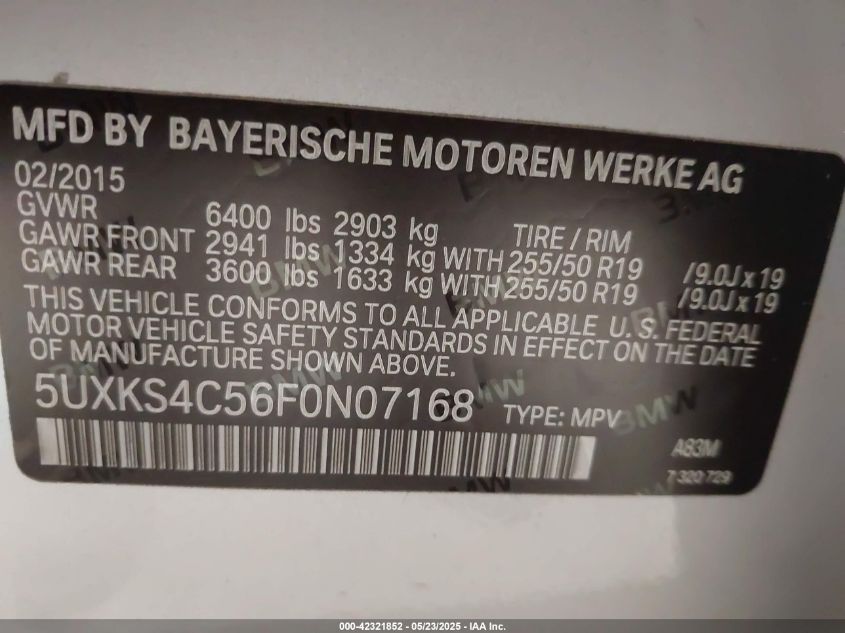 MFD BY BAYERISCHE MOTOREN WERKE AG
02/2015
GVWR 6400 lbs 2903 kg TIRE / RIM
GAWR FRONT 2941 lbs 1334 kg WITH 255/50 R19 /9.0J x 19
GAWR REAR 3600 lbs 1633 kg WITH 255/50 R19 /9.0J x 19
THIS VEHICLE CONFORMS TO ALL APPLICABLE U.S. FEDERAL
MOTOR VEHICLE SAFETY STANDARDS IN EFFECT ON THE DATE
OF MANUFACTURE SHOWN ABOVE.
5UXKS4C56F0N07168 TYPE: MPV
A83M
7 320 729
000-42321852 - 05/23/2025 - IAA Inc.